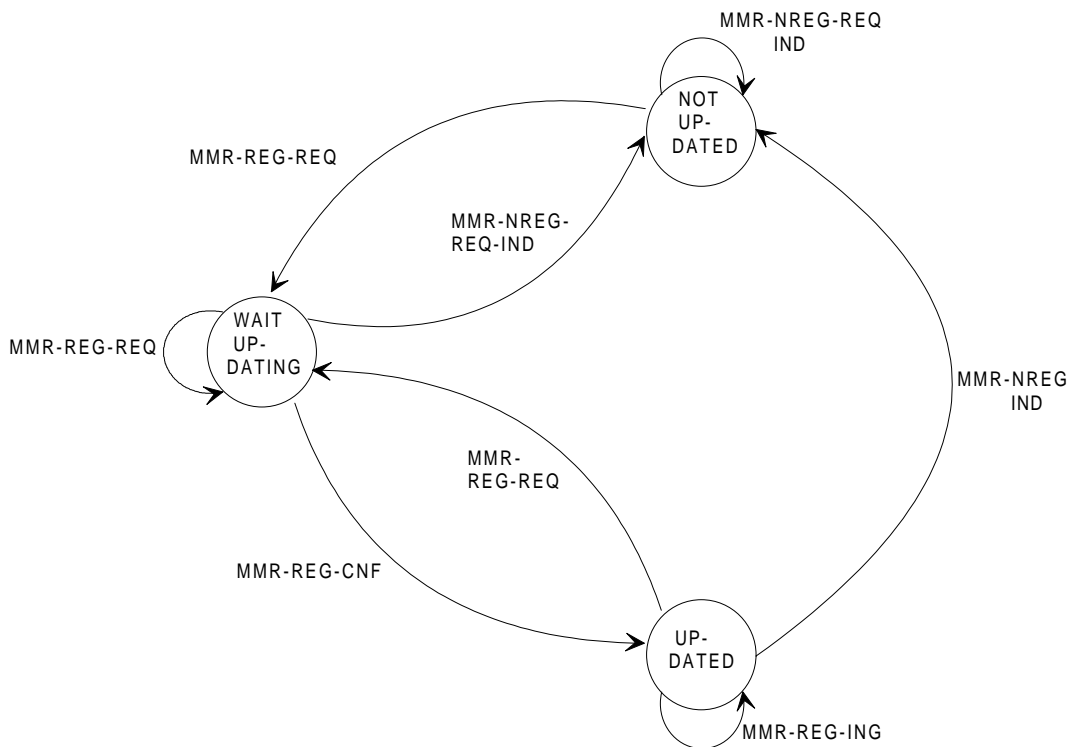 MMR-NREG-REQ
IND
NOT
UP-
DATED
MMR-REG-REQ
MMR-NREG-
REQ-IND
WAIT
UP-
DATING
MMR-REG-REQ
MMR-NREG
IND
MMR-
REG-REQ
MMR-REG-CNF
UP-
DATED
MMR-REG-ING